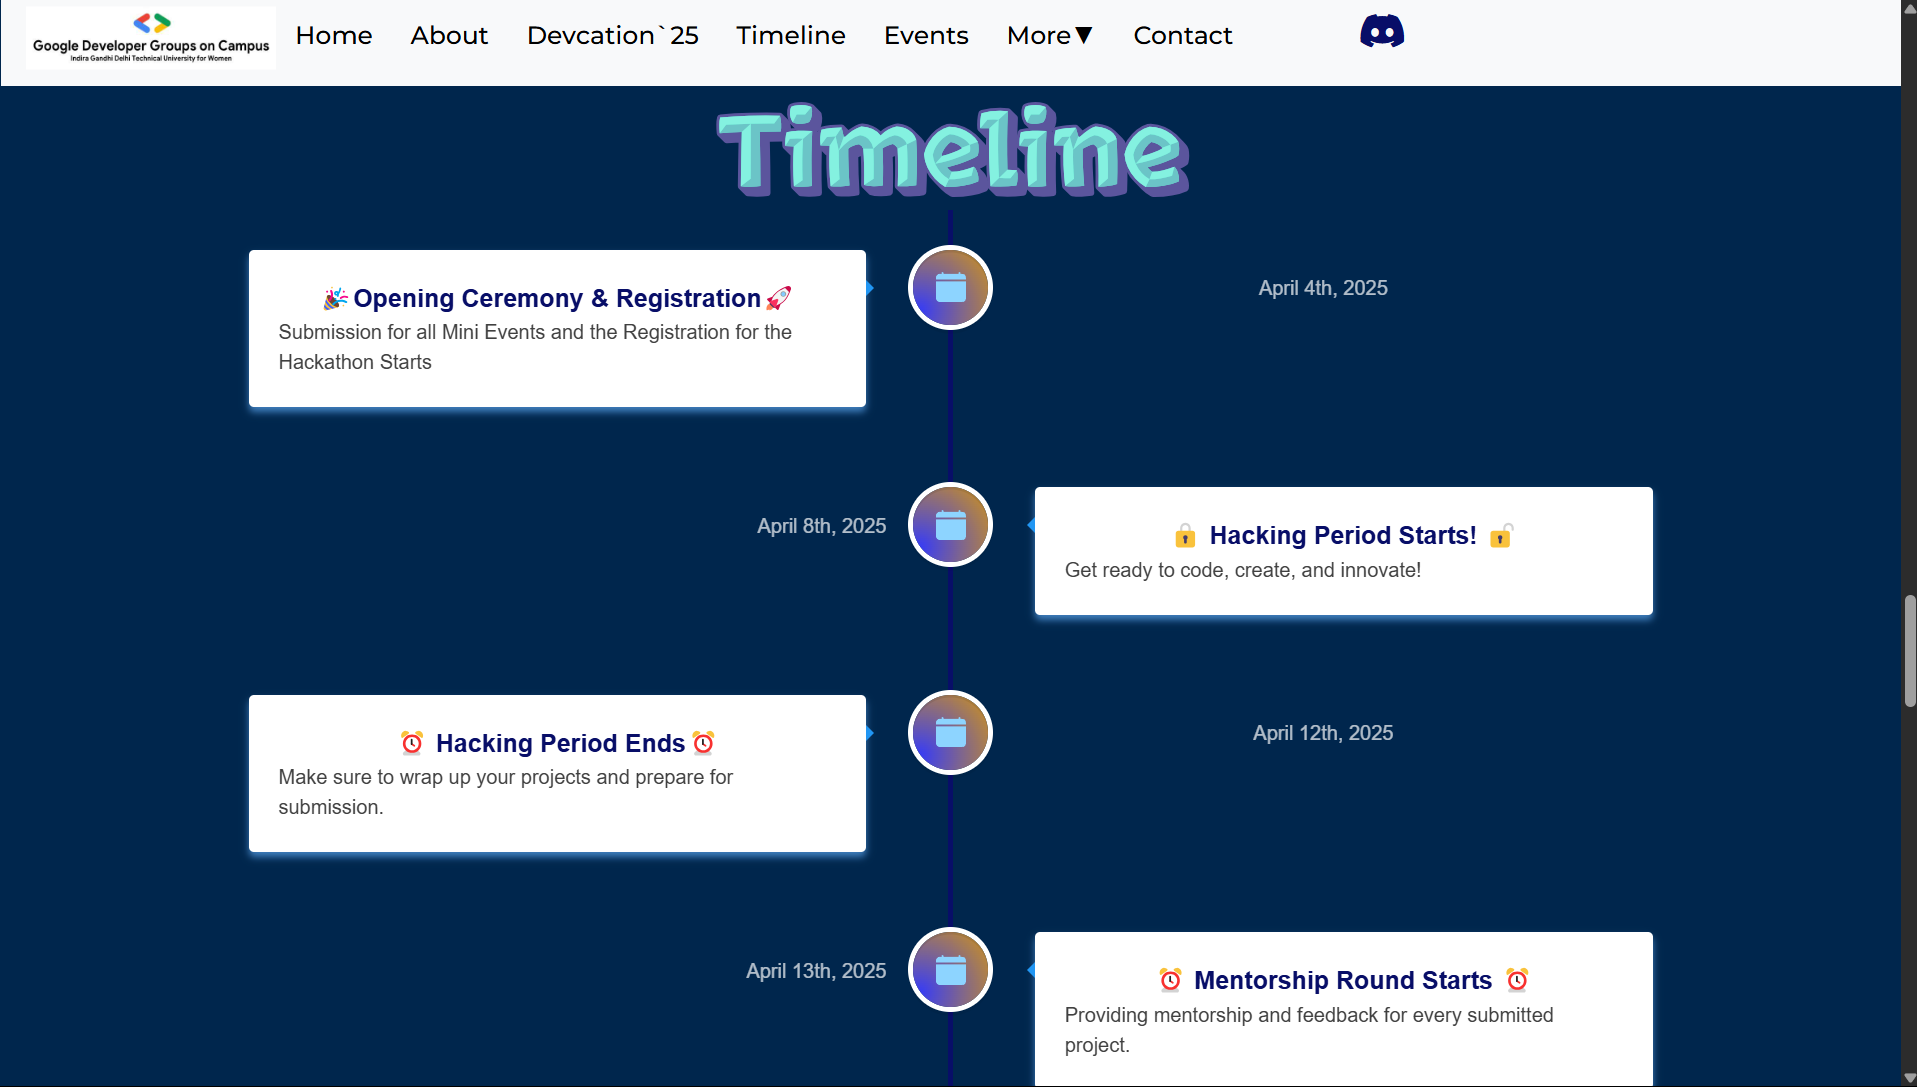 Google Developer Groups on Campus
Indira Gandhi Delhi Technical University for Women
Home
About
Devcation`25
Timeline
Events
More▼
Contact
Timeline
🎉Opening Ceremony & Registration🚀
Submission for all Mini Events and the Registration for the
Hackathon Starts
April 4th, 2025
April 8th, 2025
🔒 Hacking Period Starts! 🔓
Get ready to code, create, and innovate!
⏰ Hacking Period Ends⏰
Make sure to wrap up your projects and prepare for
submission.
April 12th, 2025
April 13th, 2025
⏰ Mentorship Round Starts ⏰
Providing mentorship and feedback for every submitted
project.